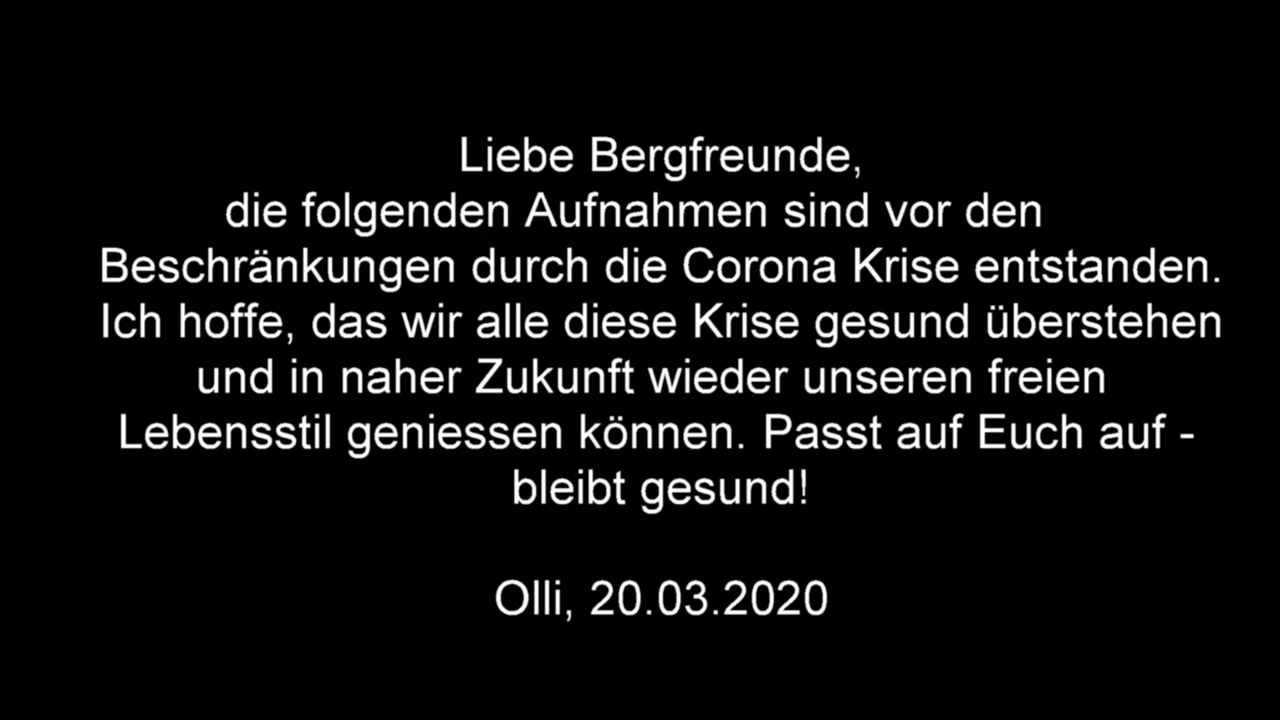 Liebe Bergfreunde,
die folgenden Aufnahmen sind vor den
Beschränkungen durch die Corona Krise entstanden.
Ich hoffe, das wir alle diese Krise gesund überstehen
und in naher Zukunft wieder unseren freien
Lebensstil geniessen können. Passt auf Euch auf -
bleibt gesund!
Olli, 20.03.2020